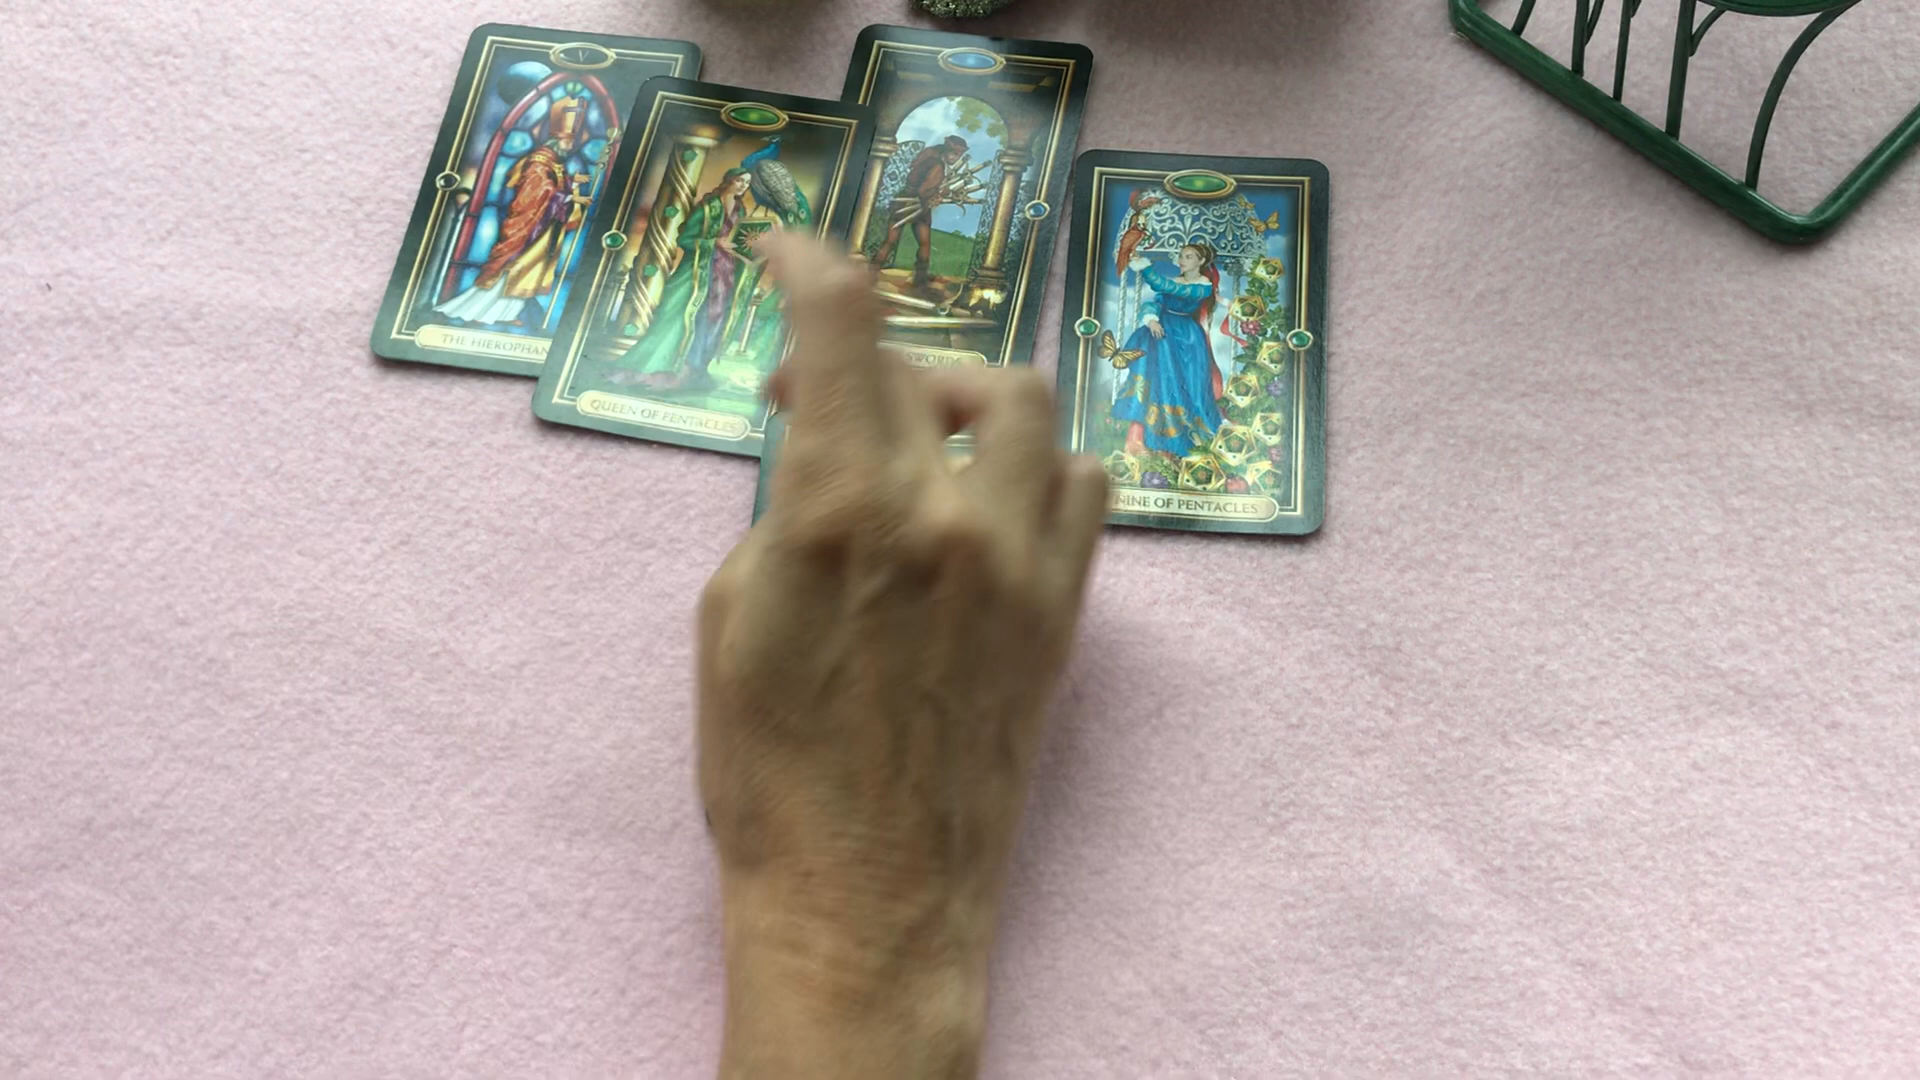 V
THE HIEROPHAN
QUEEN OF PENTACLES
SWORDS
NINE OF PENTACLES